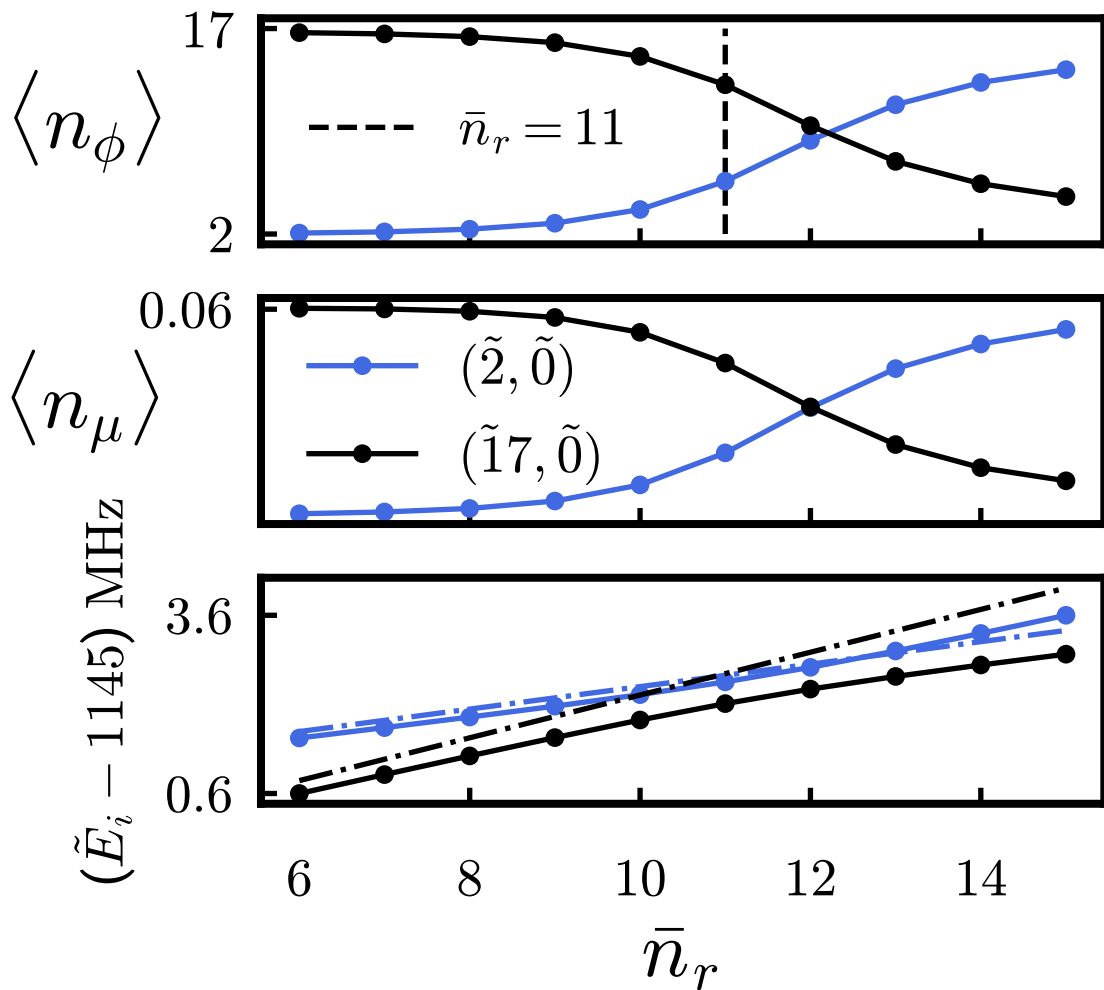 17
⟨n_ϕ⟩
n̄_r = 11
2
0.06
⟨n_μ⟩
(2̃, 0̃)
(1̃7, 0̃)
(Ẽ_i − 1145) MHz
3.6
0.6
6 8 10 12 14
n̄_r